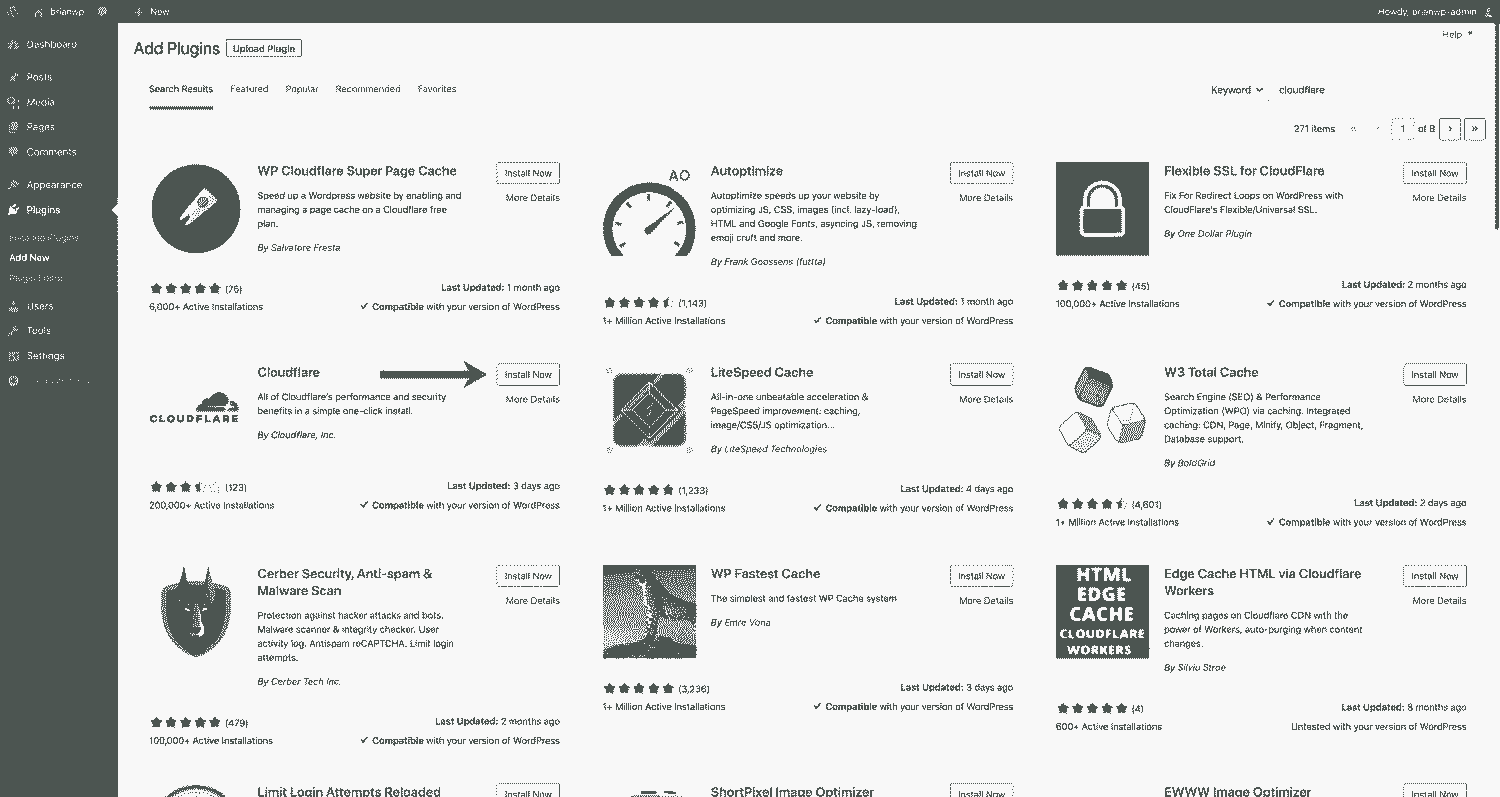 brianwp
New
Howdy, brianwp-admin
Dashboard
Posts
Media
Pages
Comments
Appearance
Plugins
Installed Plugins
Add New
Users
Tools
Settings
Add Plugins
Upload Plugin
Help
Search Results
Featured
Popular
Recommended
Favorites
Keyword
cloudflare
271 items
«
‹
1
of 8
›
»
WP Cloudflare Super Page Cache
Install Now
Speed up a Wordpress website by enabling and
managing a page cache on a Cloudflare free
plan.
More Details
By Salvatore Fresta
(76)
Last Updated: 1 month ago
6,000+ Active Installations
Compatible with your version of WordPress
AO
Autoptimize
Install Now
Autoptimize speeds up your website by
optimizing JS, CSS, images (incl. lazy-load),
HTML and Google Fonts, asyncing JS, removing
emoji cruft and more.
More Details
By Frank Goossens (futtta)
(1,143)
Last Updated: 1 month ago
1+ Million Active Installations
Compatible with your version of WordPress
Flexible SSL for CloudFlare
Install Now
Fix For Redirect Loops on WordPress with
CloudFlare's Flexible/Universal SSL.
More Details
By One Dollar Plugin
(45)
Last Updated: 2 months ago
100,000+ Active Installations
Compatible with your version of WordPress
CLOUDFLARE
Cloudflare
Install Now
All of Cloudflare's performance and security
benefits in a simple one-click install.
More Details
By Cloudflare, Inc.
(123)
Last Updated: 3 days ago
200,000+ Active Installations
Compatible with your version of WordPress
LiteSpeed Cache
Install Now
All-in-one unbeatable acceleration &
PageSpeed improvement: caching,
image/CSS/JS optimization...
More Details
By LiteSpeed Technologies
(1,233)
Last Updated: 4 days ago
1+ Million Active Installations
Compatible with your version of WordPress
W3 Total Cache
Install Now
Search Engine (SEO) & Performance
Optimization (WPO) via caching. Integrated
caching: CDN, Page, Minify, Object, Fragment,
Database support.
More Details
By BoldGrid
(4,601)
Last Updated: 2 days ago
1+ Million Active Installations
Compatible with your version of WordPress
Cerber Security, Anti-spam &
Malware Scan
Install Now
Protection against hacker attacks and bots.
Malware scanner & integrity checker. User
activity log. Antispam reCAPTCHA. Limit login
attempts.
More Details
By Cerber Tech Inc.
(479)
Last Updated: 2 months ago
100,000+ Active Installations
Compatible with your version of WordPress
WP Fastest Cache
Install Now
The simplest and fastest WP Cache system
More Details
By Emre Vona
(3,236)
Last Updated: 3 days ago
1+ Million Active Installations
Compatible with your version of WordPress
HTML
EDGE
CACHE
CLOUDFLARE
WORKERS
Edge Cache HTML via Cloudflare
Workers
Install Now
Caching pages on Cloudflare CDN with the
power of Workers, auto-purging when content
changes.
More Details
By Silviu Stroe
(4)
Last Updated: 8 months ago
600+ Active Installations
Untested with your version of WordPress
Limit Login Attempts Reloaded
Install Now
ShortPixel Image Optimizer
Install Now
EWWW Image Optimizer
Install Now